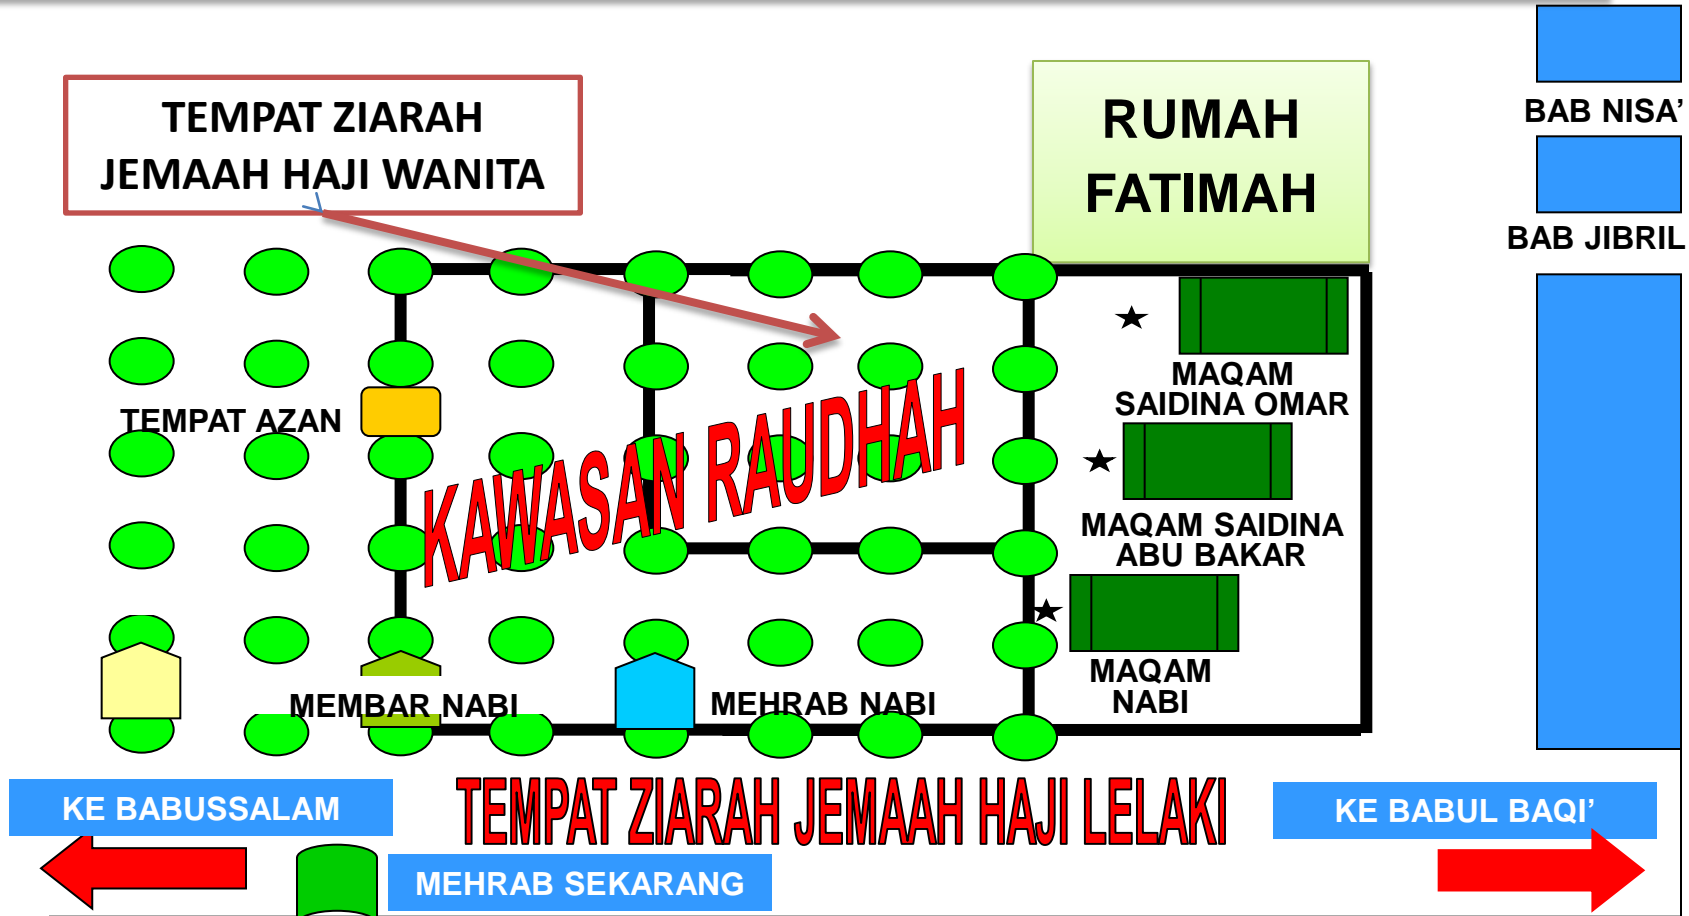 TEMPAT ZIARAH
JEMAAH HAJI WANITA
RUMAH
FATIMAH
BAB NISA’
BAB JIBRIL
MAQAM
SAIDINA OMAR
TEMPAT AZAN
KAWASAN RAUDHAH
MAQAM SAIDINA
ABU BAKAR
MAQAM
NABI
MEMBAR NABI
MEHRAB NABI
KE BABUSSALAM
TEMPAT ZIARAH JEMAAH HAJI LELAKI
KE BABUL BAQI’
MEHRAB SEKARANG